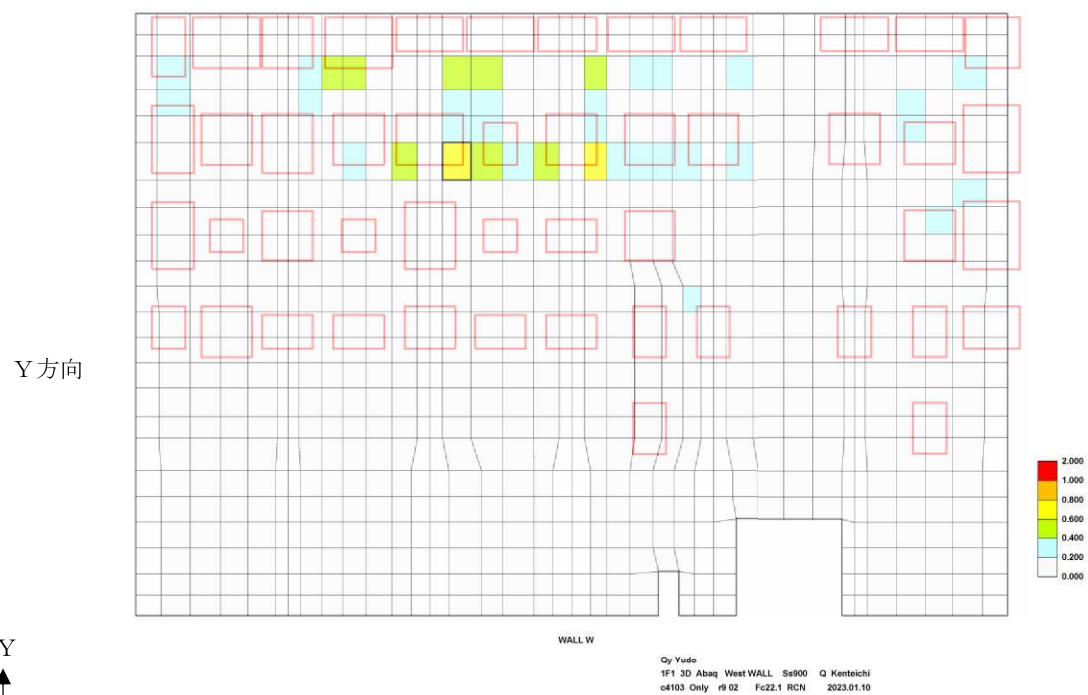 Ｙ方向
2.000
1.000
0.800
0.600
0.400
0.200
0.000
WALL W
Y
Qy Yudo
1F1 3D Abaq West WALL Ss900 Q Kenteichi
c4103 Only r9 02 Fc22.1 RCN 2023.01.10